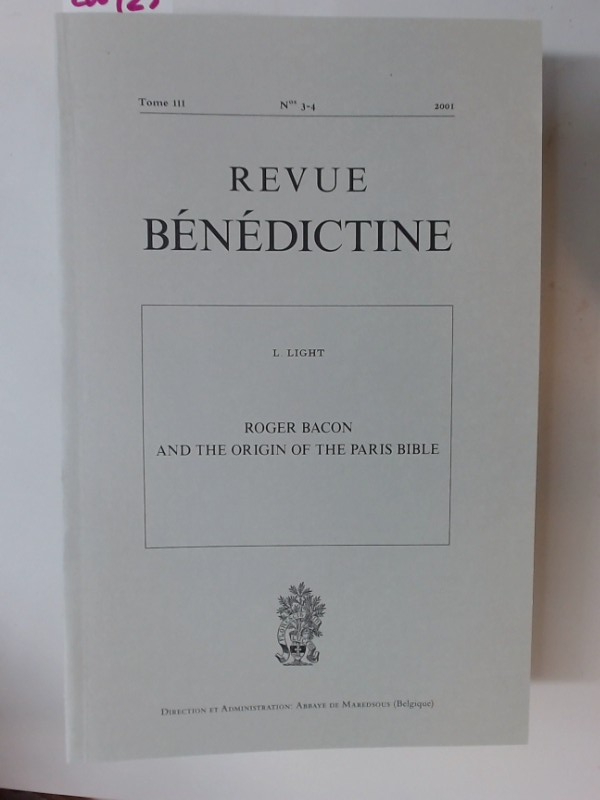 Tome 111 Nos 3-4 2001
REVUE
BÉNÉDICTINE
L. LIGHT
ROGER BACON
AND THE ORIGIN OF THE PARIS BIBLE
DIRECTION ET ADMINISTRATION: ABBAYE DE MAREDSOUS (Belgique)